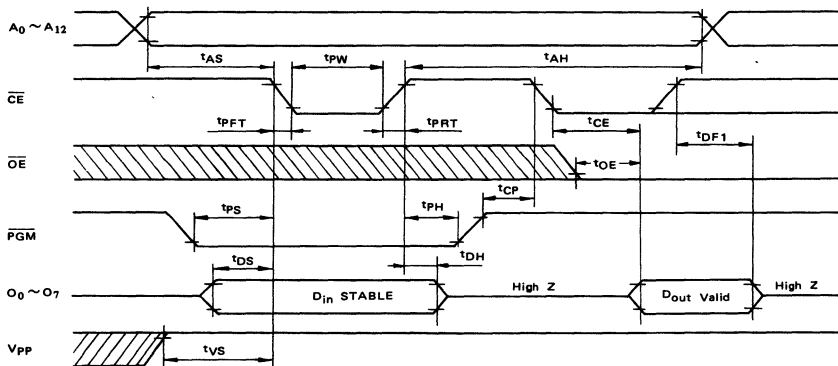 A0 ~ A12
tAS
tPW
tAH
CE
tPFT
tPRT
tCE
tDF1
OE
tOE
tCP
tPS
tPH
PGM
tDS
tDH
O0 ~ O7
Din STABLE
High Z
Dout Valid
High Z
VPP
tVS